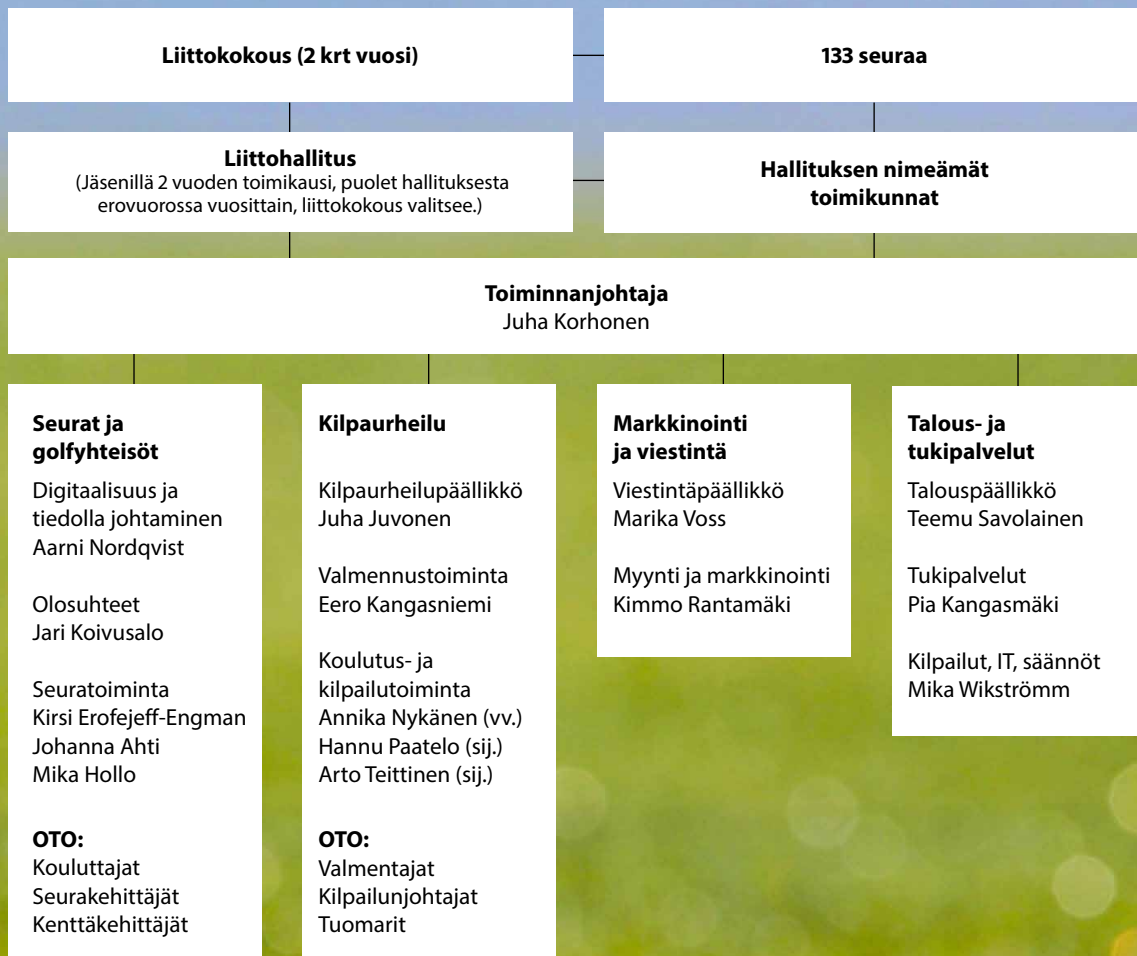 Liittokokous (2 krt vuosi)
133 seuraa
Liittohallitus
(Jäsenillä 2 vuoden toimikausi, puolet hallituksesta
erovuorossa vuosittain, liittokokous valitsee.)
Hallituksen nimeämät
toimikunnat
Toiminnanjohtaja
Juha Korhonen
Seurat ja
golfyhteisöt
Digitaalisuus ja
tiedolla johtaminen
Aarni Nordqvist
Olosuhteet
Jari Koivusalo
Seuratoiminta
Kirsi Erofejeff-Engman
Johanna Ahti
Mika Hollo
OTO:
Kouluttajat
Seurakehittäjät
Kenttäkehittäjät
Kilpaurheilu
Kilpaurheilupäällikkö
Juha Juvonen
Valmennustoiminta
Eero Kangasniemi
Koulutus- ja
kilpailutoiminta
Annika Nykänen (vv.)
Hannu Paatelo (sij.)
Arto Teittinen (sij.)
OTO:
Valmentajat
Kilpailunjohtajat
Tuomarit
Markkinointi
ja viestintä
Viestintäpäällikkö
Marika Voss
Myynti ja markkinointi
Kimmo Rantamäki
Talous- ja
tukipalvelut
Talouspäällikkö
Teemu Savolainen
Tukipalvelut
Pia Kangasmäki
Kilpailut, IT, säännöt
Mika Wikströmm